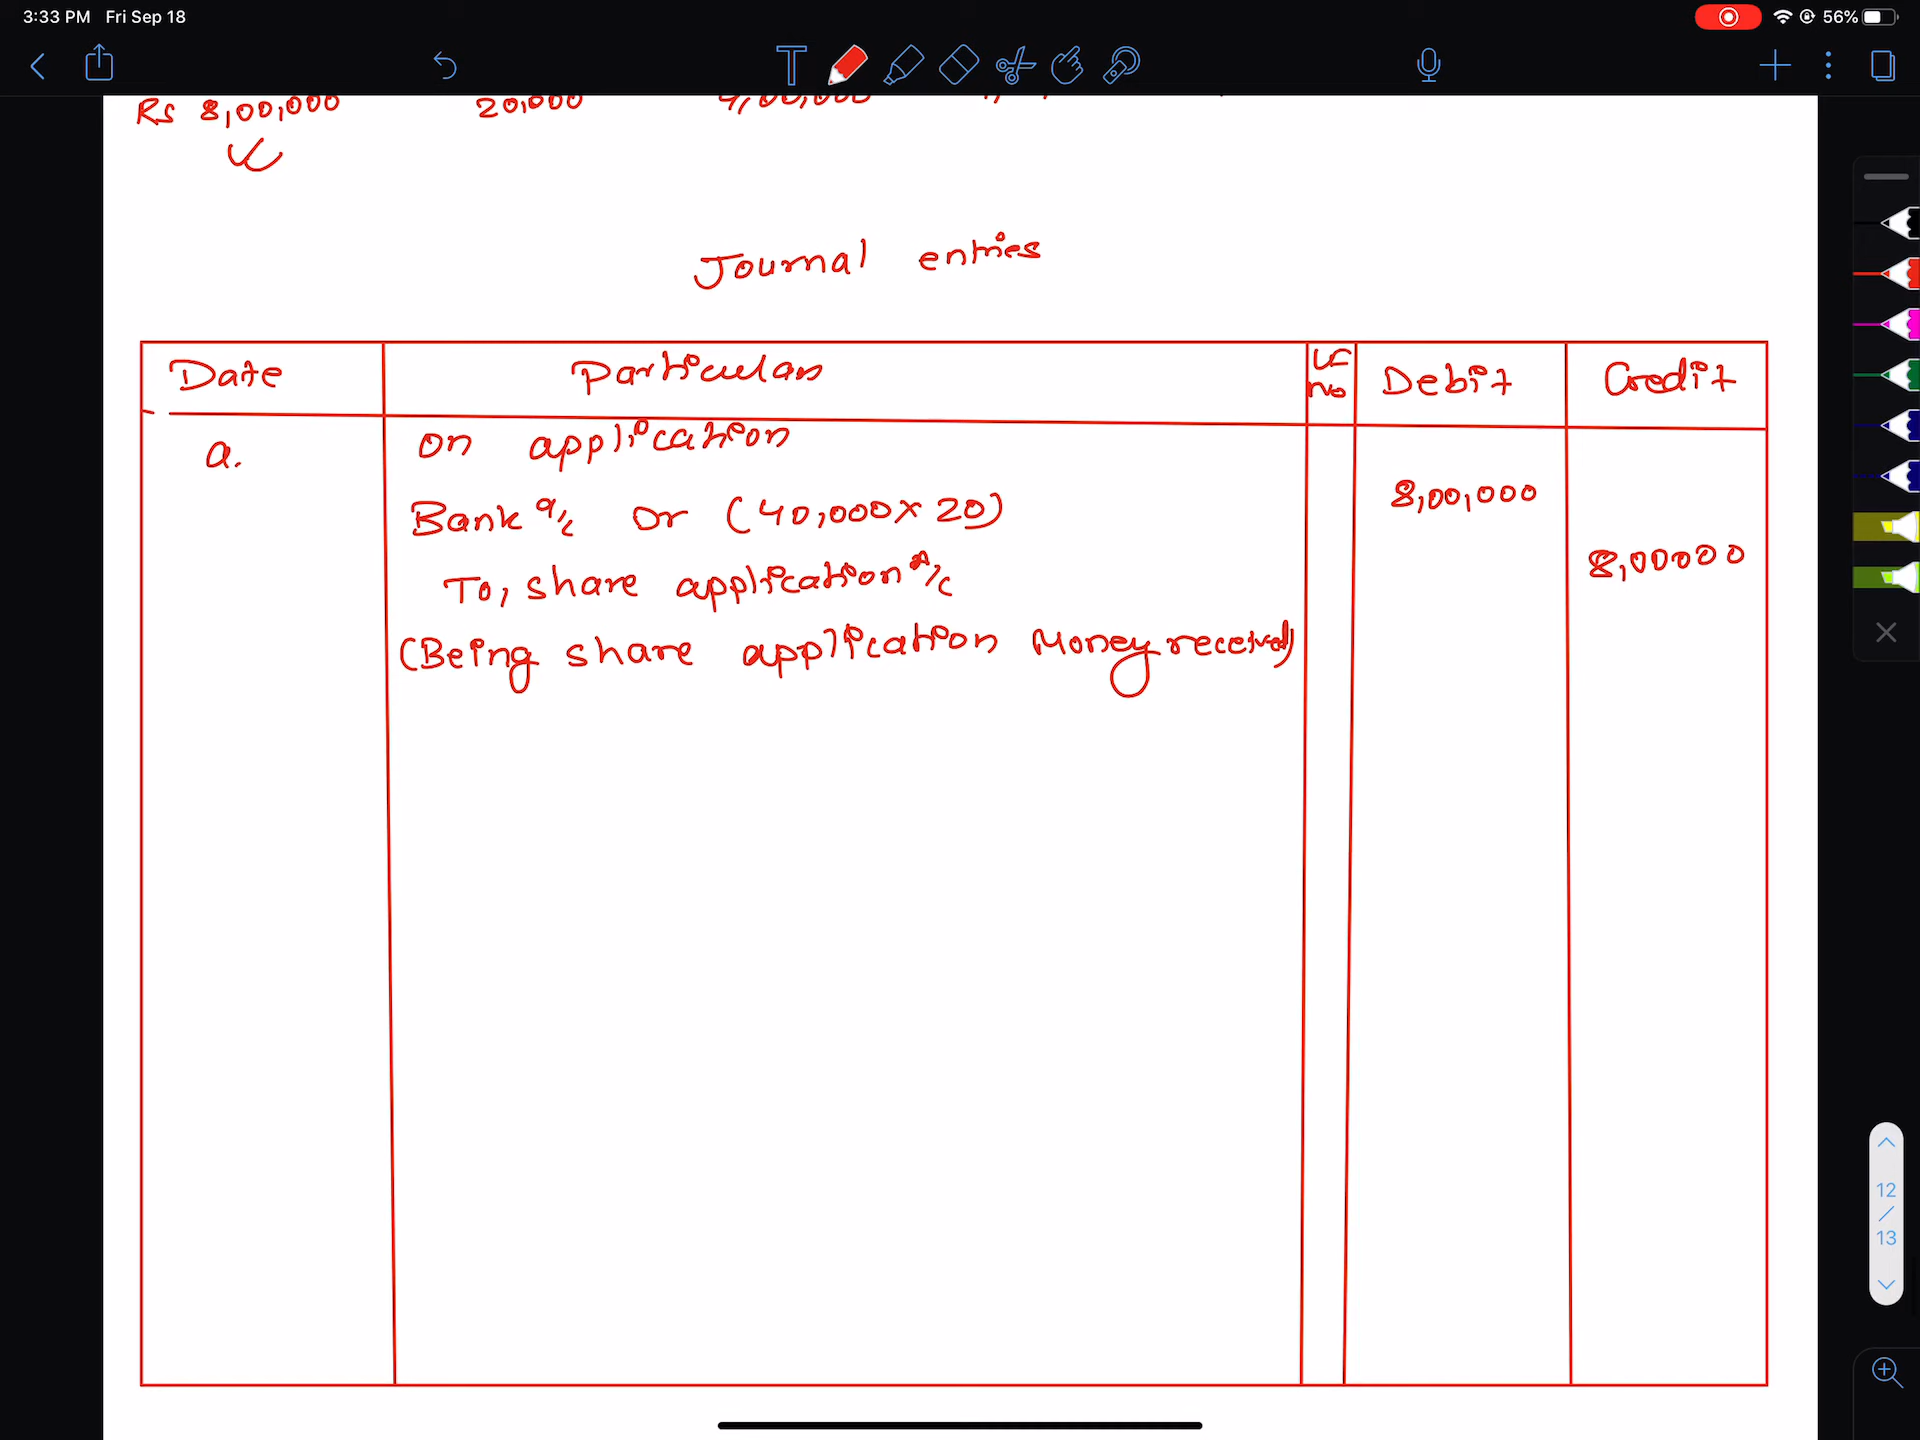 3:33 PM Fri Sep 18
56%
Rs 8,00,000 20,000
Journal entries
Date Particulars LF no Debit Credit
a. On application
Bank a/c Dr (40,000 x 20) 8,00,000
To, share application A/c 8,00000
(Being share application Money received)
12
/
13